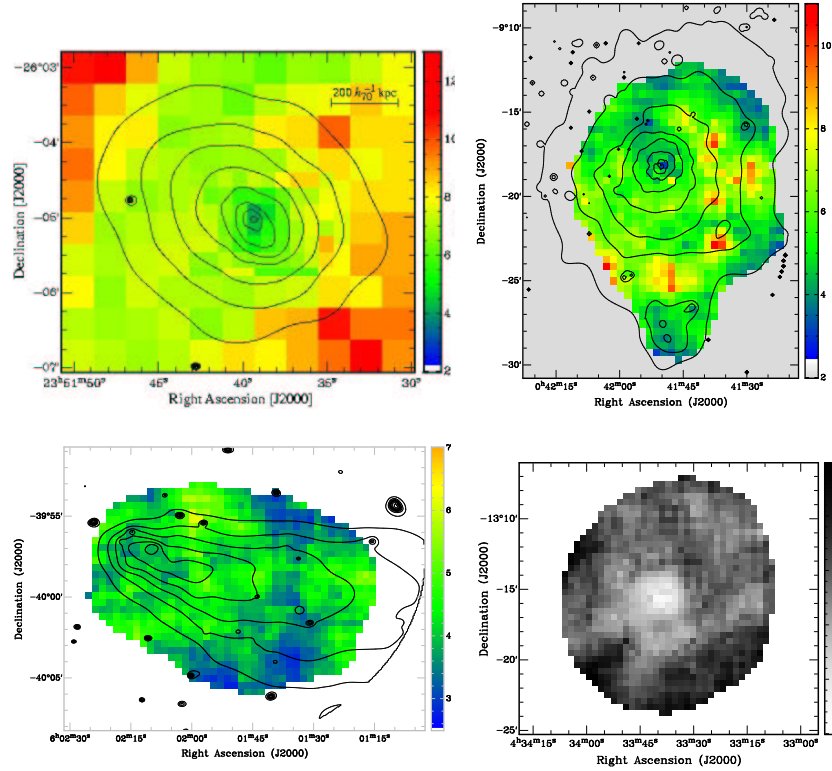 −26°03'
−04'
−05'
−06'
−07'
Declination [J2000]
200 h⁻¹₇₀ kpc
23ʰ51ᵐ50ˢ
45ˢ
40ˢ
35ˢ
30ˢ
Right Ascension [J2000]
10
8
6
4
2
−9°10'
−15'
−20'
−25'
−30'
Declination (J2000)
0ʰ42ᵐ15ˢ
42ᵐ00ˢ
41ᵐ45ˢ
41ᵐ30ˢ
Right Ascension (J2000)
10
8
6
4
2
−39°55'
−40°00'
−40°05'
Declination (J2000)
6ʰ02ᵐ30ˢ
02ᵐ15ˢ
02ᵐ00ˢ
01ᵐ45ˢ
01ᵐ30ˢ
01ᵐ15ˢ
Right Ascension (J2000)
7
6
5
4
3
−13°10'
−15'
−20'
−25'
Declination (J2000)
4ʰ34ᵐ15ˢ
34ᵐ00ˢ
33ᵐ45ˢ
33ᵐ30ˢ
33ᵐ15ˢ
33ᵐ00ˢ
Right Ascension (J2000)